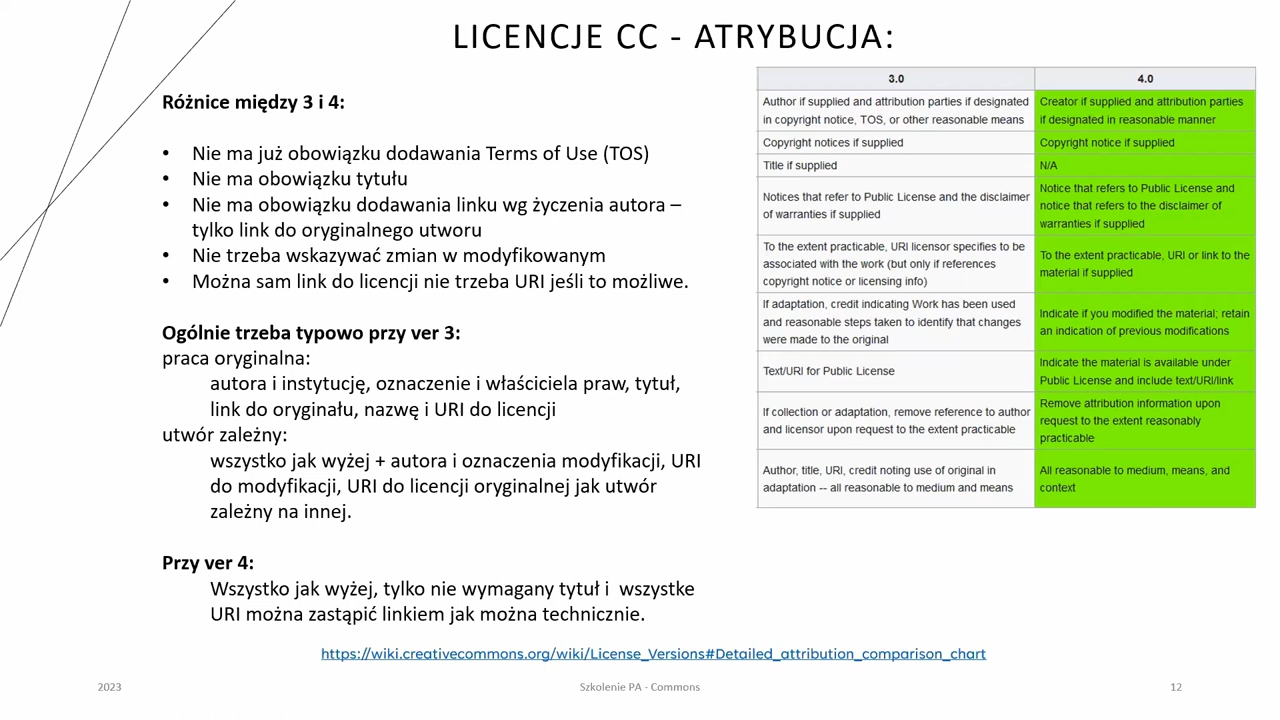 LICENCJE CC - ATRYBUCJA:
Różnice między 3 i 4:
• Nie ma już obowiązku dodawania Terms of Use (TOS)
• Nie ma obowiązku tytułu
• Nie ma obowiązku dodawania linku wg życzenia autora –
tylko link do oryginalnego utworu
• Nie trzeba wskazywać zmian w modyfikowanym
• Można sam link do licencji nie trzeba URI jeśli to możliwe.
Ogólnie trzeba typowo przy ver 3:
praca oryginalna:
autora i instytucję, oznaczenie i właściciela praw, tytuł,
link do oryginału, nazwę i URI do licencji
utwór zależny:
wszystko jak wyżej + autora i oznaczenia modyfikacji, URI
do modyfikacji, URI do licencji oryginalnej jak utwór
zależny na innej.
Przy ver 4:
Wszystko jak wyżej, tylko nie wymagany tytuł i wszystke
URI można zastąpić linkiem jak można technicznie.
3.0
4.0
Author if supplied and attribution parties if designated
in copyright notice, TOS, or other reasonable means
Creator if supplied and attribution parties
if designated in reasonable manner
Copyright notices if supplied
Copyright notice if supplied
Title if supplied
N/A
Notices that refer to Public License and the disclaimer
of warranties if supplied
Notice that refers to Public License and
notice that refers to the disclaimer of
warranties if supplied
To the extent practicable, URI licensor specifies to be
associated with the work (but only if references
copyright notice or licensing info)
To the extent practicable, URI or link to the
material if supplied
If adaptation, credit indicating Work has been used
and reasonable steps taken to identify that changes
were made to the original
Indicate if you modified the material; retain
an indication of previous modifications
Text/URI for Public License
Indicate the material is available under
Public License and include text/URI/link
If collection or adaptation, remove reference to author
and licensor upon request to the extent practicable
Remove attribution information upon
request to the extent reasonably
practicable
Author, title, URI, credit noting use of original in
adaptation -- all reasonable to medium and means
All reasonable to medium, means, and
context
https://wiki.creativecommons.org/wiki/License_Versions#Detailed_attribution_comparison_chart
2023
Szkolenie PA - Commons
12